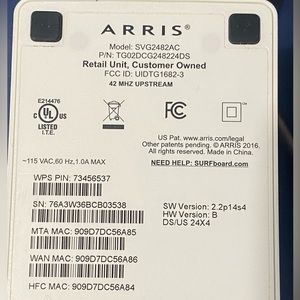 ARRIS®
Model: SVG2482AC
P/N: TG02DCG248224DS
Retail Unit, Customer Owned
FCC ID: UIDTG1682-3
42 MHZ UPSTREAM
E214476
C UL US
LISTED
I.T.E.
FC
US Pat. www.arris.com/legal
Other patents pending. © ARRIS 2016.
All rights reserved. Made in China.
~115 VAC,60 Hz,1.0A MAX
NEED HELP: SURFboard.com
WPS PIN: 73456537
S/N: 76A3W36BCB03538
SW Version: 2.2p14s4
HW Version: B
DS/US 24X4
MTA MAC: 909D7DC56A85
WAN MAC: 909D7DC56A86
HFC MAC: 909D7DC56A84